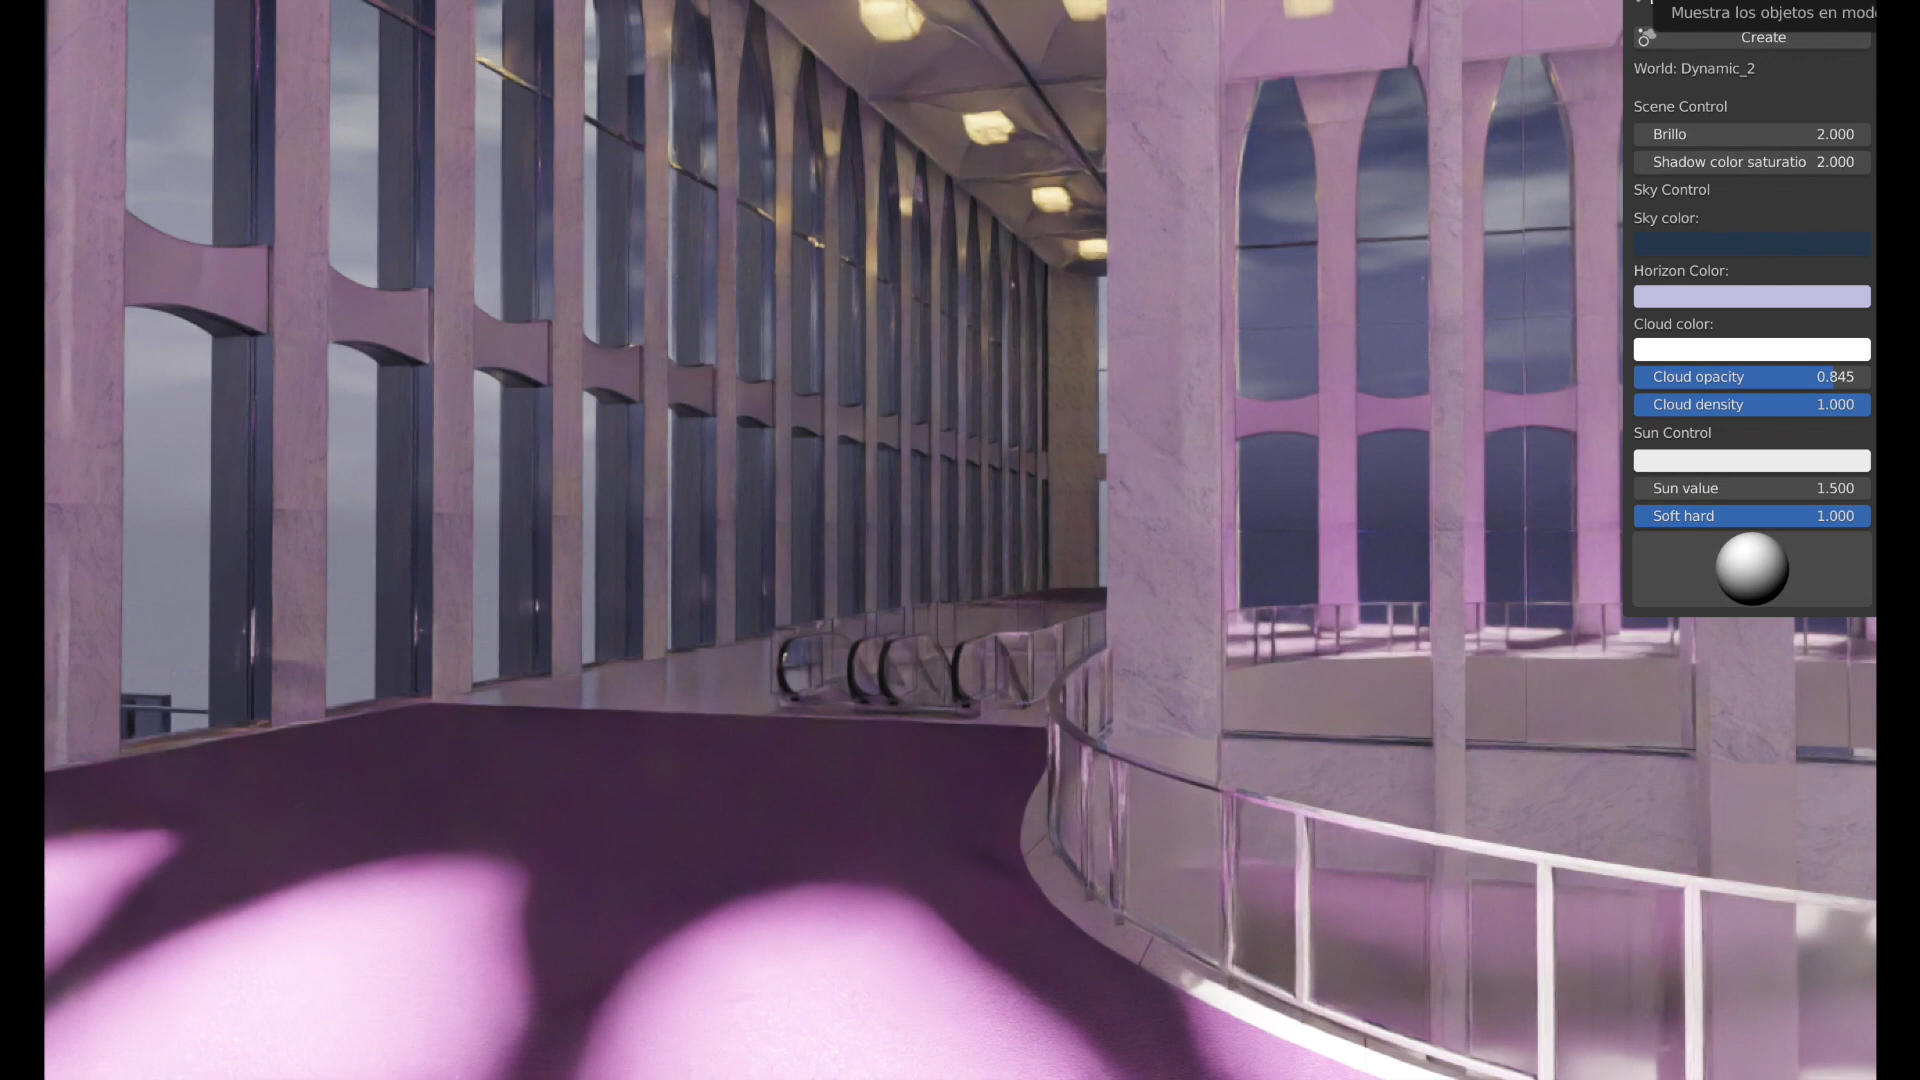 Muestra los objetos en mod
Create
World: Dynamic_2
Scene Control
Brillo 2.000
Shadow color saturatio 2.000
Sky Control
Sky color:
Horizon Color:
Cloud color:
Cloud opacity 0.845
Cloud density 1.000
Sun Control
Sun value 1.500
Soft hard 1.000